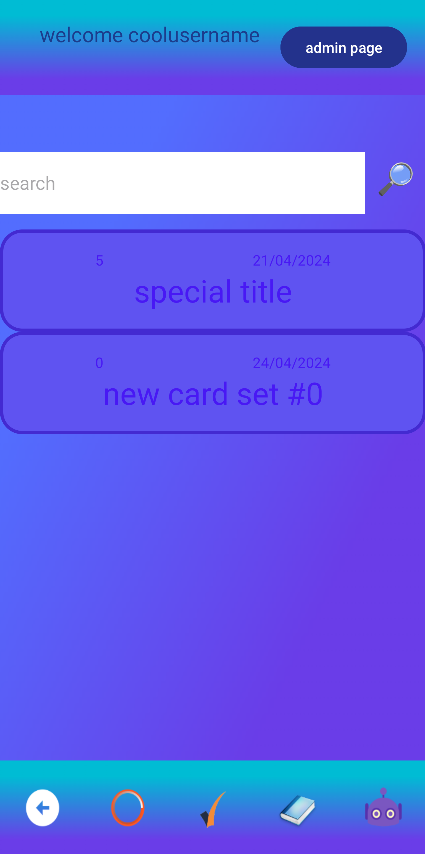 welcome coolusername
admin page
search
5 21/04/2024
special title
0 24/04/2024
new card set #0